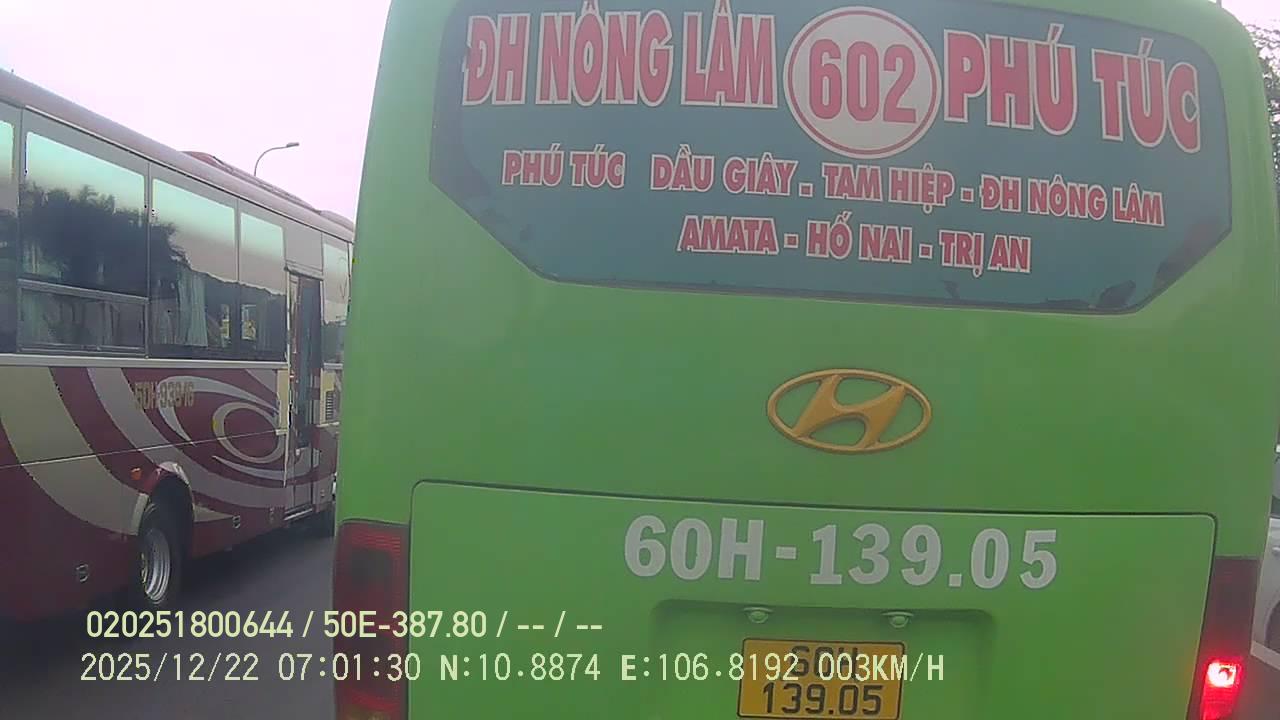 ĐH NÔNG LÂM 602 PHÚ TÚC
PHÚ TÚC DẦU GIÂY - TAM HIỆP - ĐH NÔNG LÂM
AMATA - HỐ NAI - TRỊ AN
60H-139.05
60H
139.05
020251800644 / 50E-387.80 / -- / --
2025/12/22 07:01:30 N:10.8874 E:106.8192 003KM/H